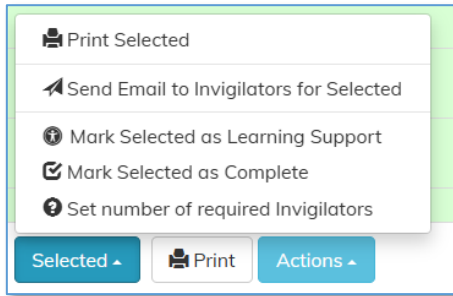 Print Selected
Send Email to Invigilators for Selected
Mark Selected as Learning Support
Mark Selected as Complete
Set number of required Invigilators
Selected
Print
Actions